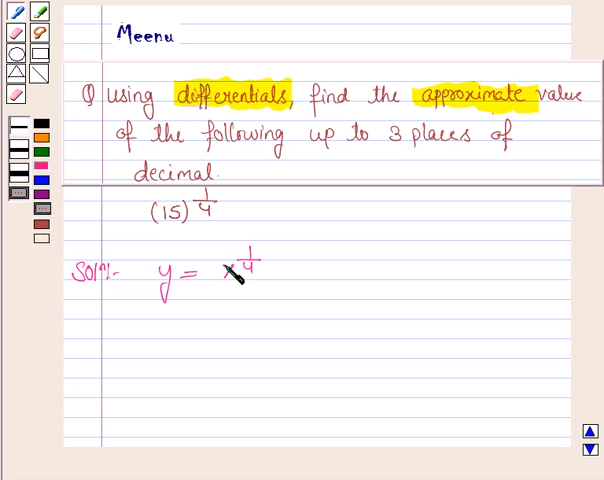 Meenu
Q Using differentials, find the approximate value
of the following up to 3 places of
decimal.
(15)^{1/4}
Soln:- y = x^{1/4}